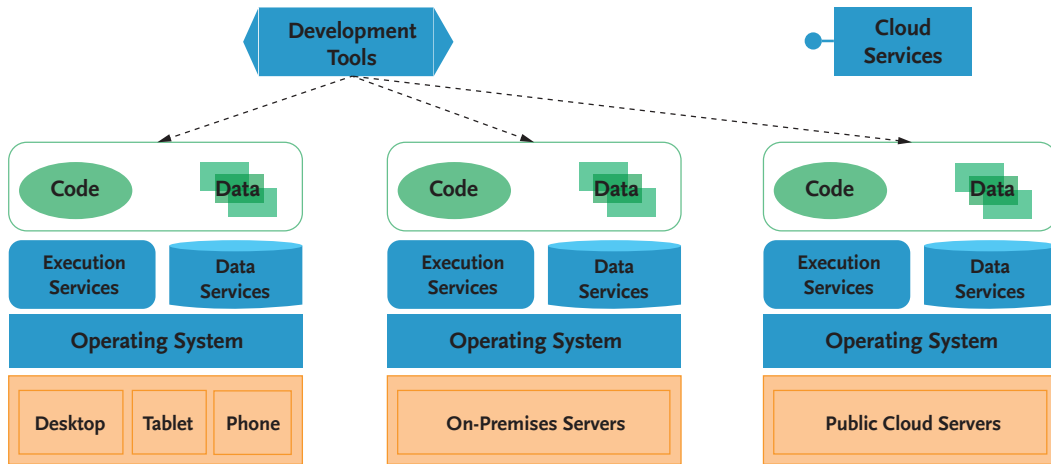 Development
Tools
Cloud
Services
Code
Data
Code
Data
Code
Data
Execution
Services
Data
Services
Execution
Services
Data
Services
Execution
Services
Data
Services
Operating System
Operating System
Operating System
Desktop
Tablet
Phone
On-Premises Servers
Public Cloud Servers